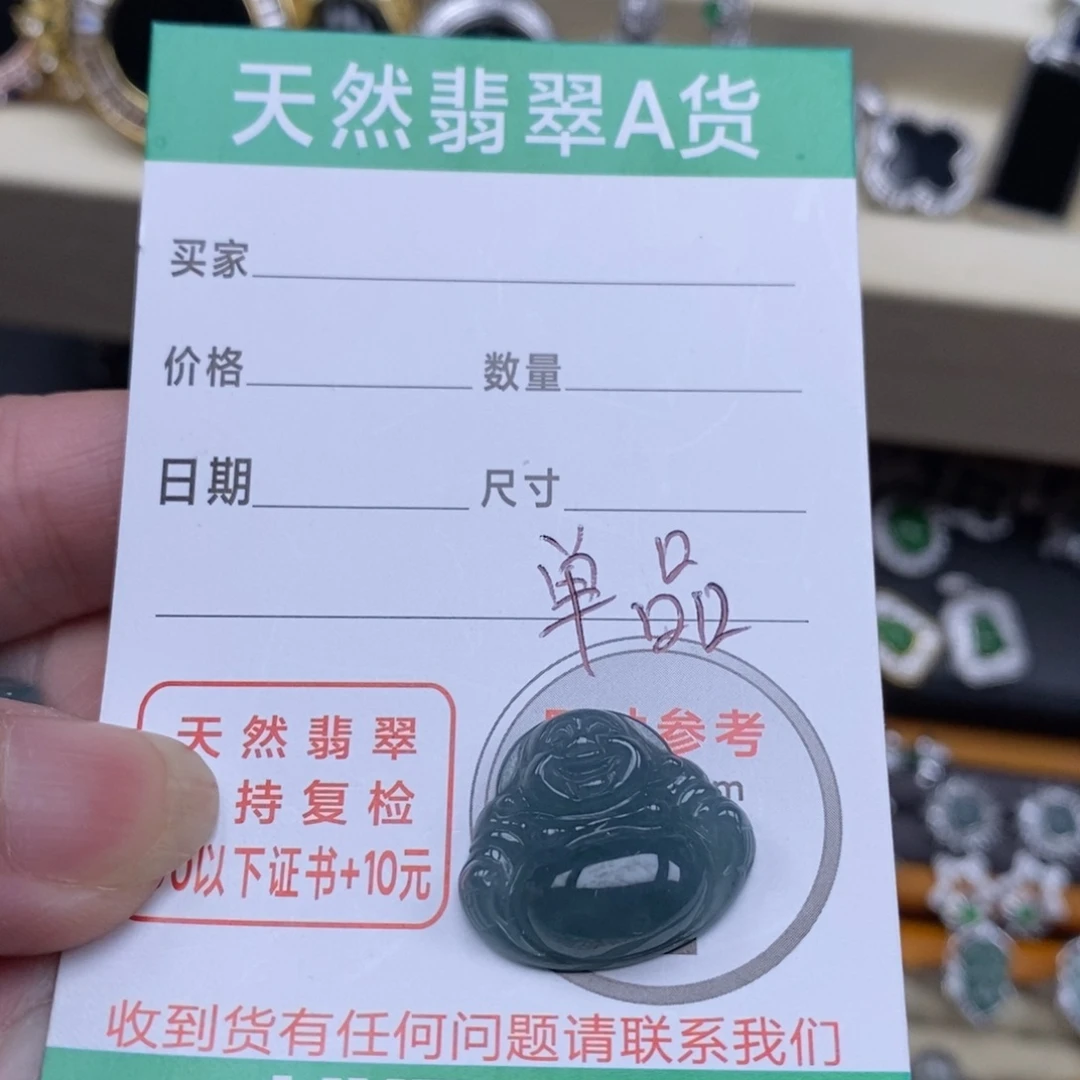 天然翡翠A货
买家
价格 数量
日期 尺寸
单品
天然翡翠
持复检
0以下证书+10元
参考
m
收到货有任何问题请联系我们